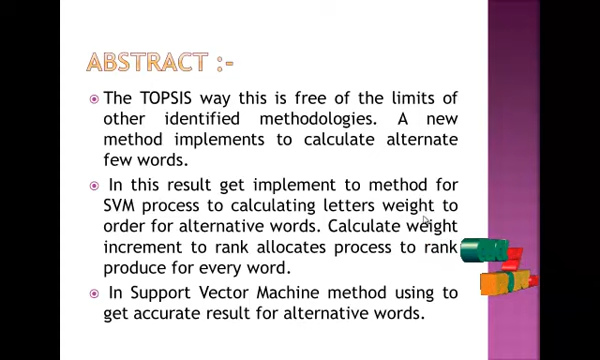 ABSTRACT :-
The TOPSIS way this is free of the limits of
other identified methodologies. A new
method implements to calculate alternate
few words.
In this result get implement to method for
SVM process to calculating letters weight to
order for alternative words. Calculate weight
increment to rank allocates process to rank
produce for every word.
In Support Vector Machine method using to
get accurate result for alternative words.